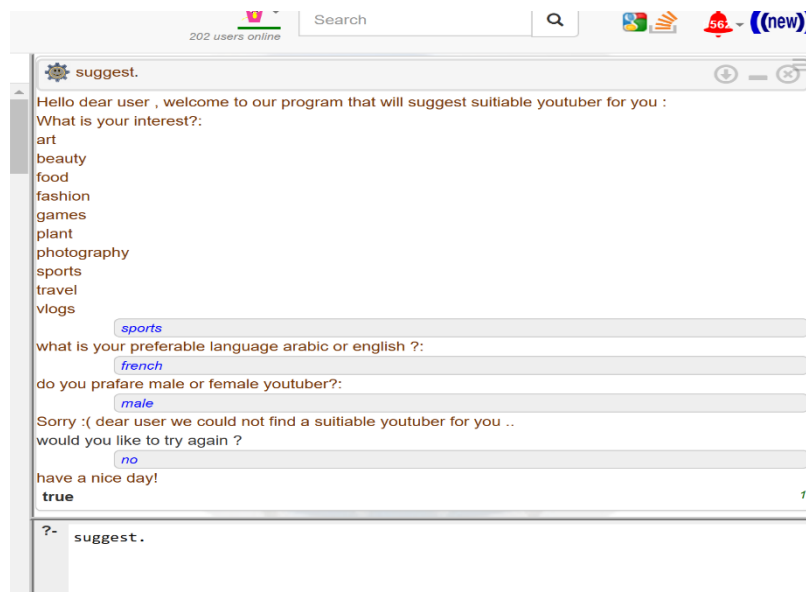 Search
562
((new))
202 users online
suggest.
Hello dear user , welcome to our program that will suggest suitiable youtuber for you :
What is your interest?:
art
beauty
food
fashion
games
plant
photography
sports
travel
vlogs
sports
what is your preferable language arabic or english ?:
french
do you prafare male or female youtuber?:
male
Sorry :( dear user we could not find a suitiable youtuber for you ..
would you like to try again ?
no
have a nice day!
true
1
?- suggest.